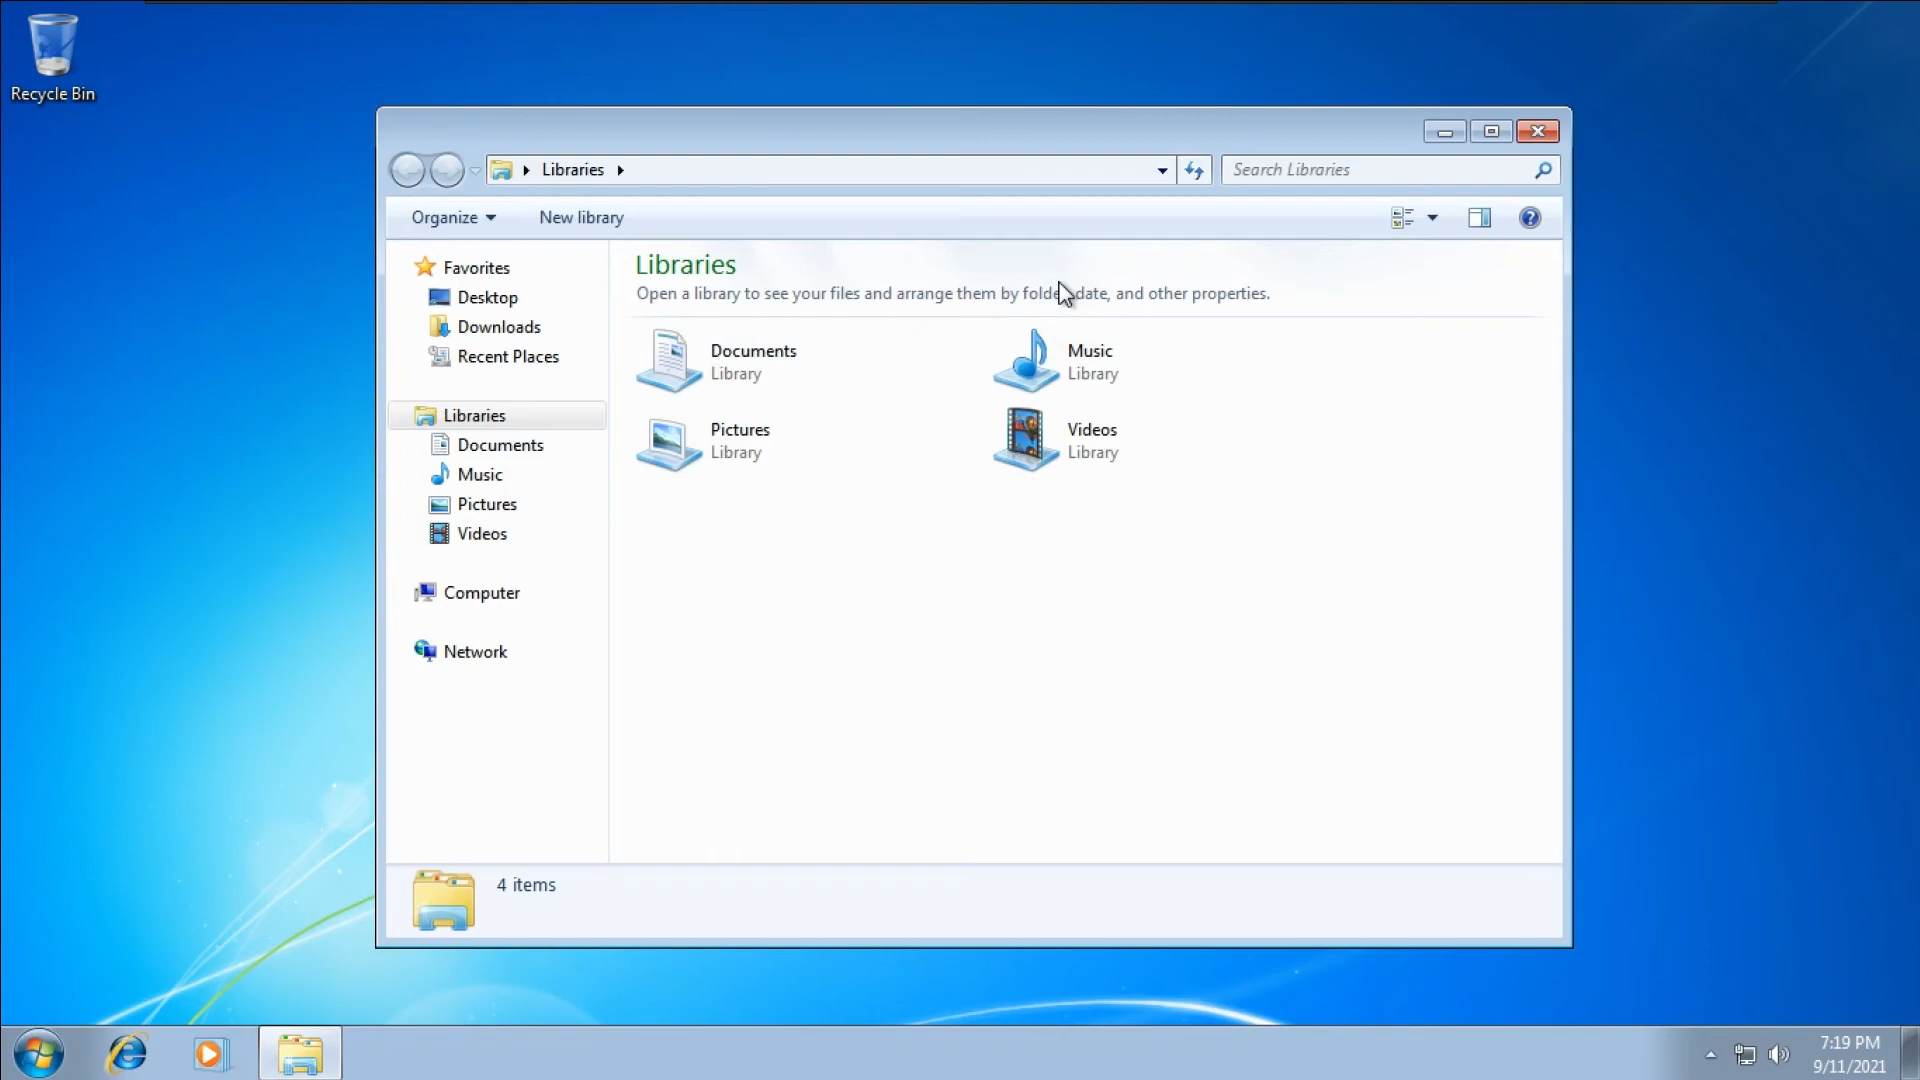 Recycle Bin
Libraries
Search Libraries
Organize
New library
Favorites
Desktop
Downloads
Recent Places
Libraries
Documents
Music
Pictures
Videos
Computer
Network
Libraries
Open a library to see your files and arrange them by folde date, and other properties.
Documents
Library
Music
Library
Pictures
Library
Videos
Library
4 items
7:19 PM
9/11/2021